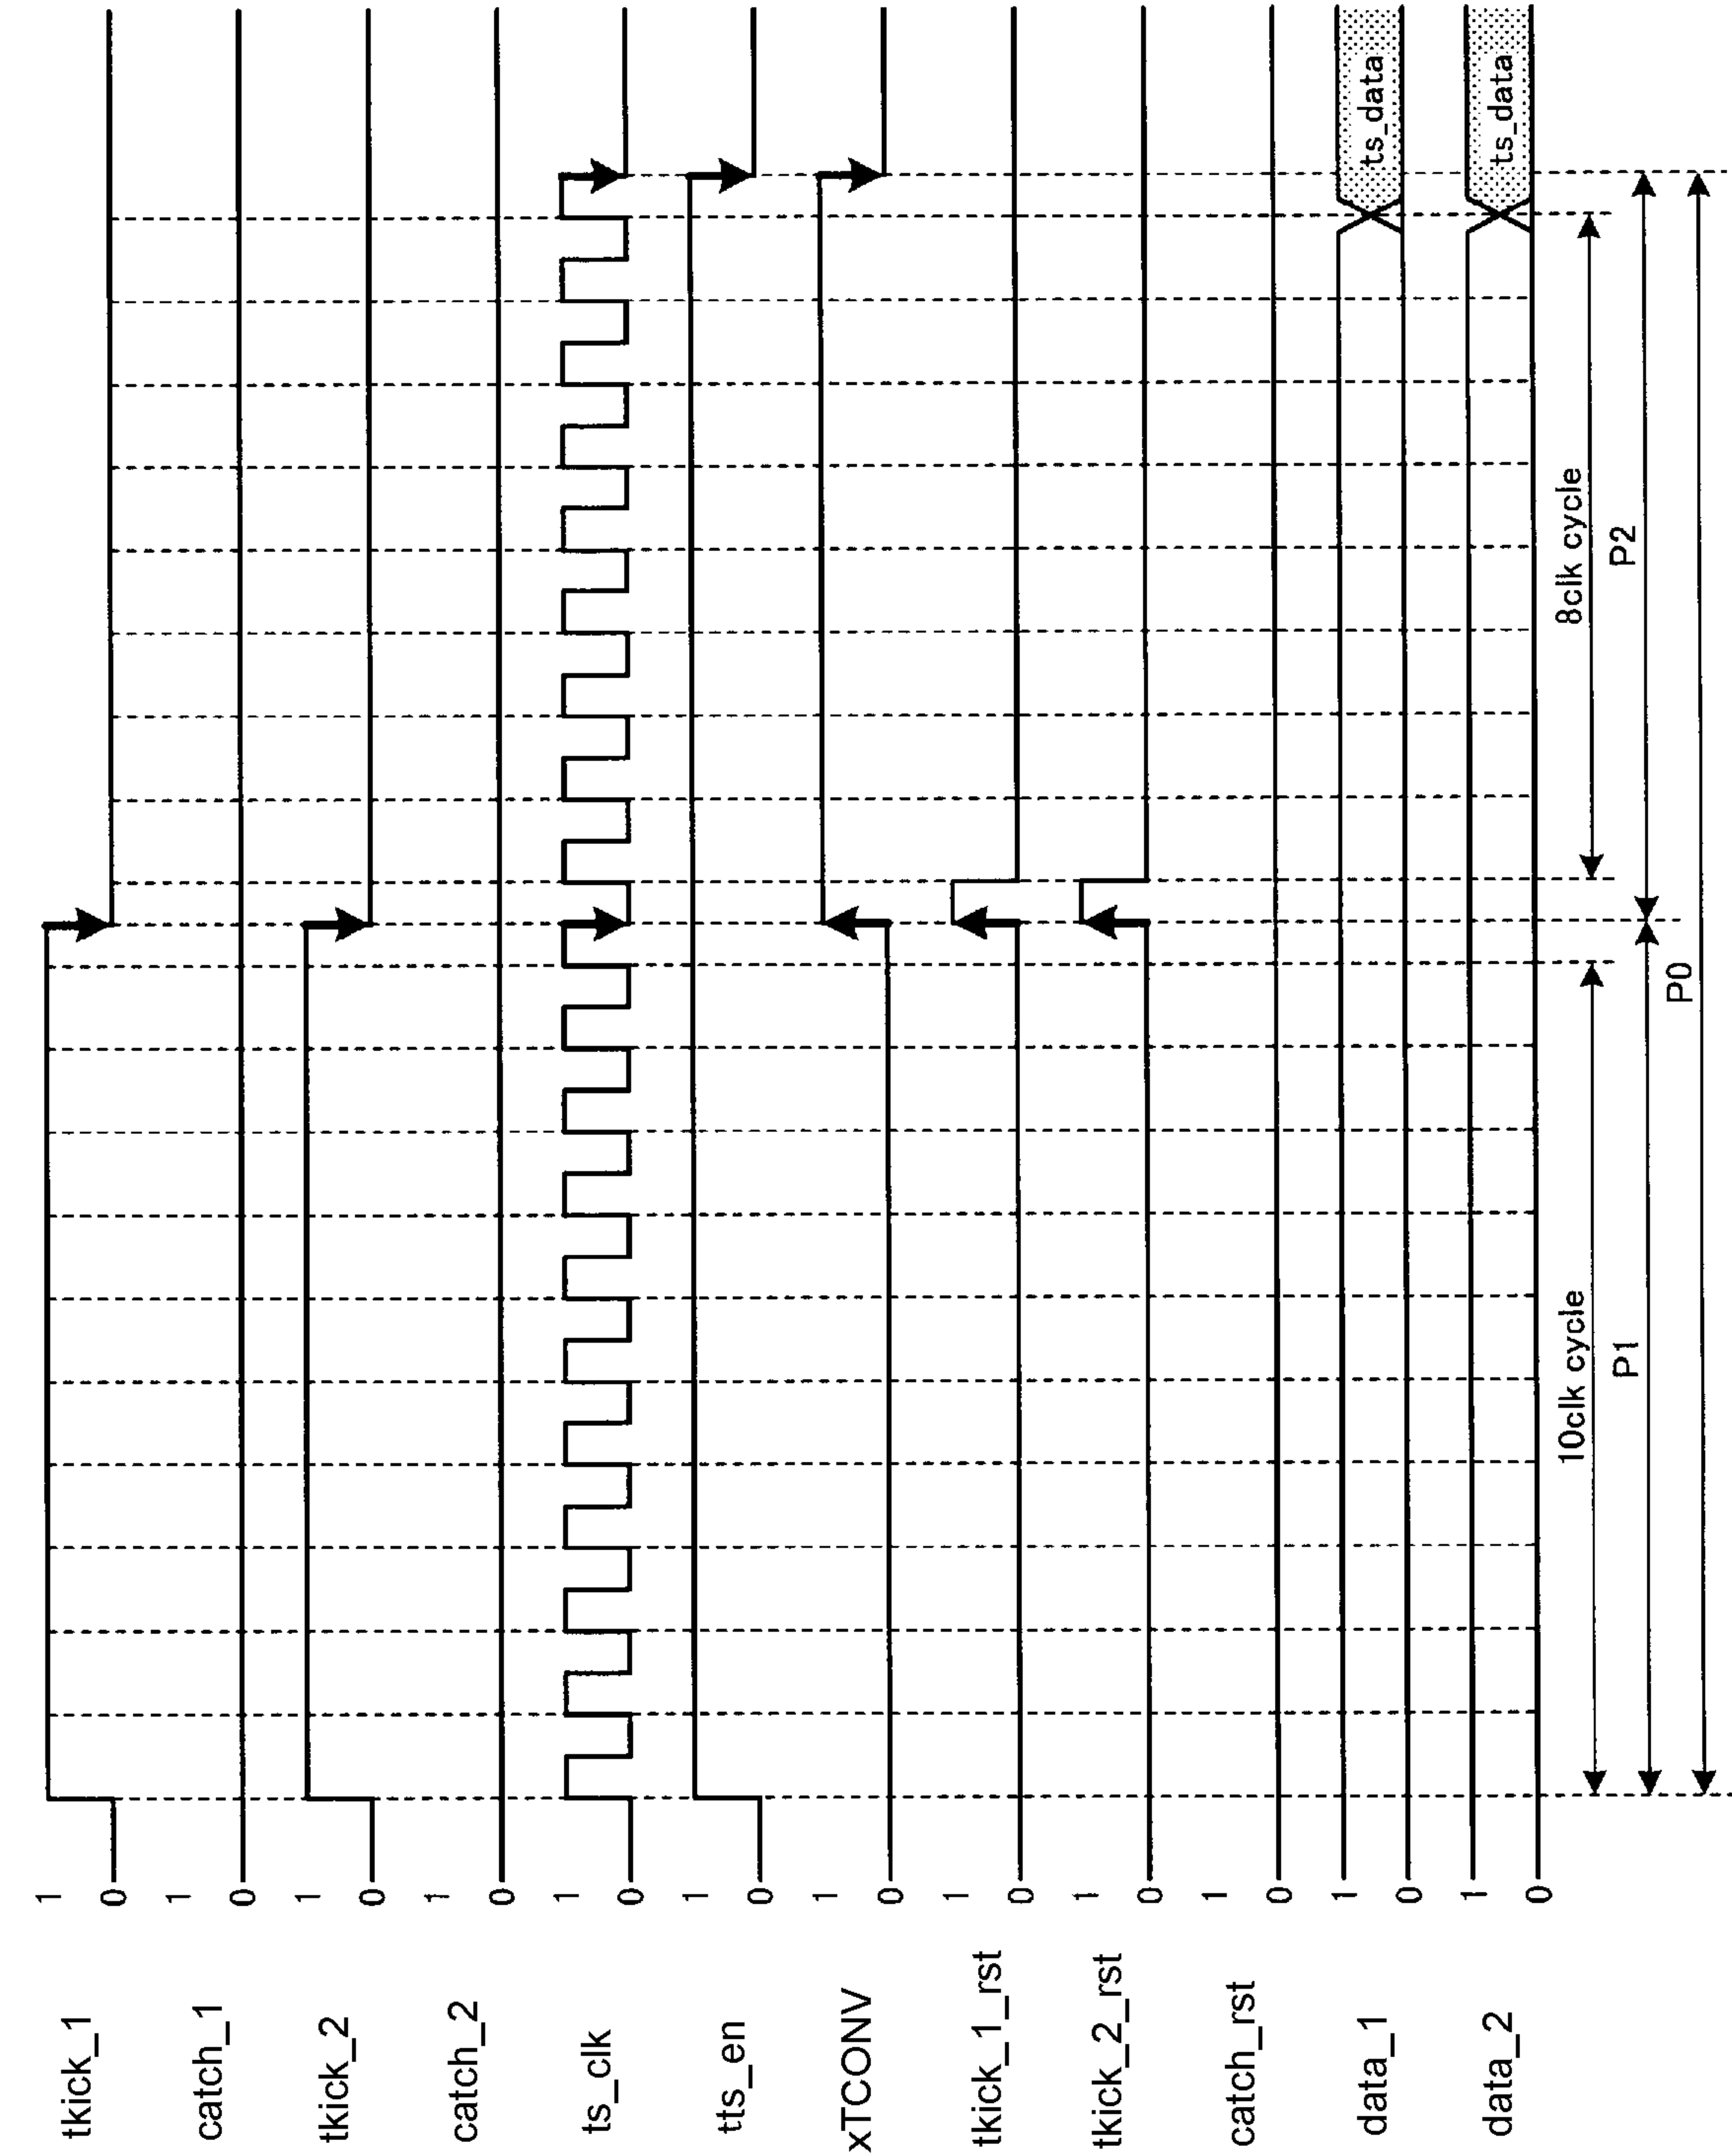 tkick_1 1 0
catch_1 1 0
tkick_2 1 0
catch_2 1 0
ts_clk 1 0
tts_en 1 0
xTCONV 1 0
tkick_1_rst 1 0
tkick_2_rst 1 0
catch_rst 1 0
data_1 1 0 ts_data
data_2 1 0 ts_data
10clk cycle 8clk cycle
P1 P2
P0